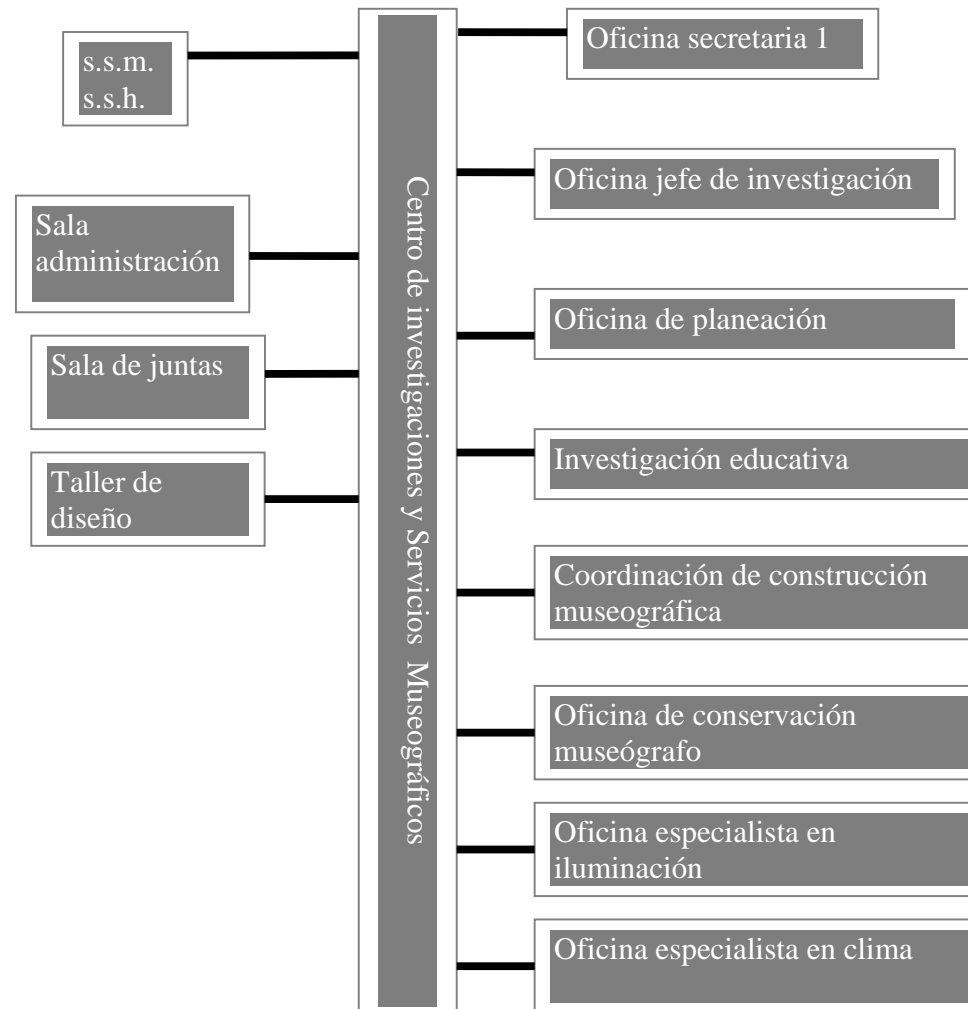 s.s.m.
s.s.h.
Sala
administración
Sala de juntas
Taller de
diseño
Centro de investigaciones y Servicios Museográficos
Oficina secretaria 1
Oficina jefe de investigación
Oficina de planeación
Investigación educativa
Coordinación de construcción
museográfica
Oficina de conservación
museógrafo
Oficina especialista en
iluminación
Oficina especialista en clima